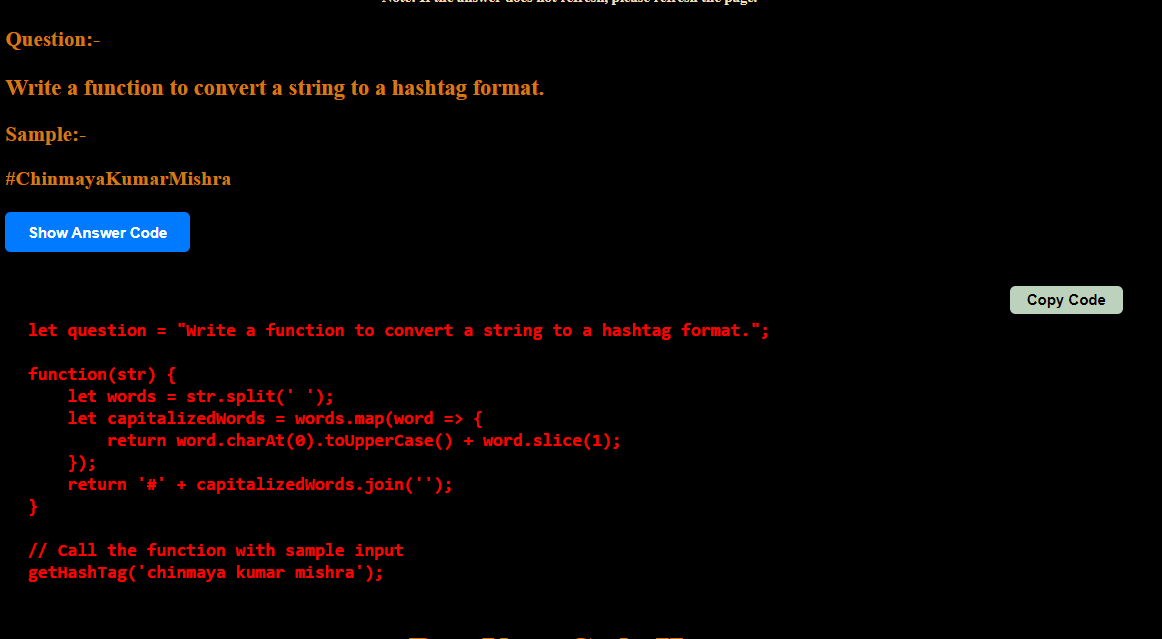 Note: If the answer does not refresh, please refresh the page.
Question:-
Write a function to convert a string to a hashtag format.
Sample:-
#ChinmayaKumarMishra
Show Answer Code
Copy Code
let question = "Write a function to convert a string to a hashtag format.";
function(str) {
    let words = str.split(' ');
    let capitalizedWords = words.map(word => {
        return word.charAt(0).toUpperCase() + word.slice(1);
    });
    return '#' + capitalizedWords.join('');
}
// Call the function with sample input
getHashTag('chinmaya kumar mishra');